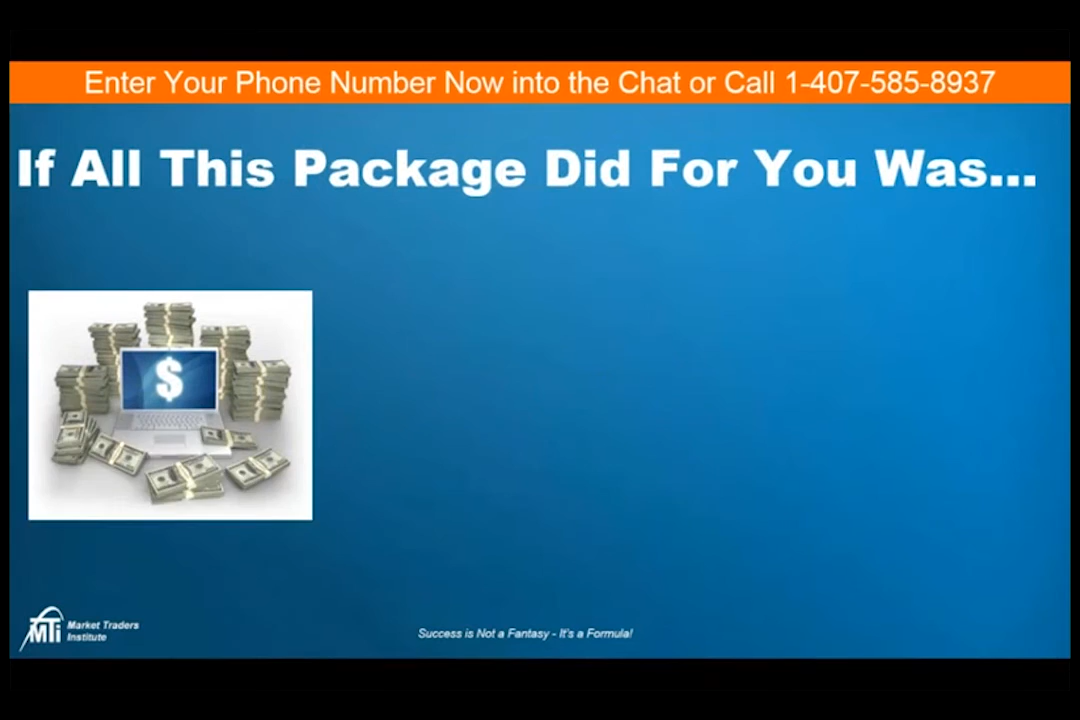 Enter Your Phone Number Now into the Chat or Call 1-407-585-8937
If All This Package Did For You Was...
$
MTi Market Traders
Institute
Success is Not a Fantasy - It's a Formula!